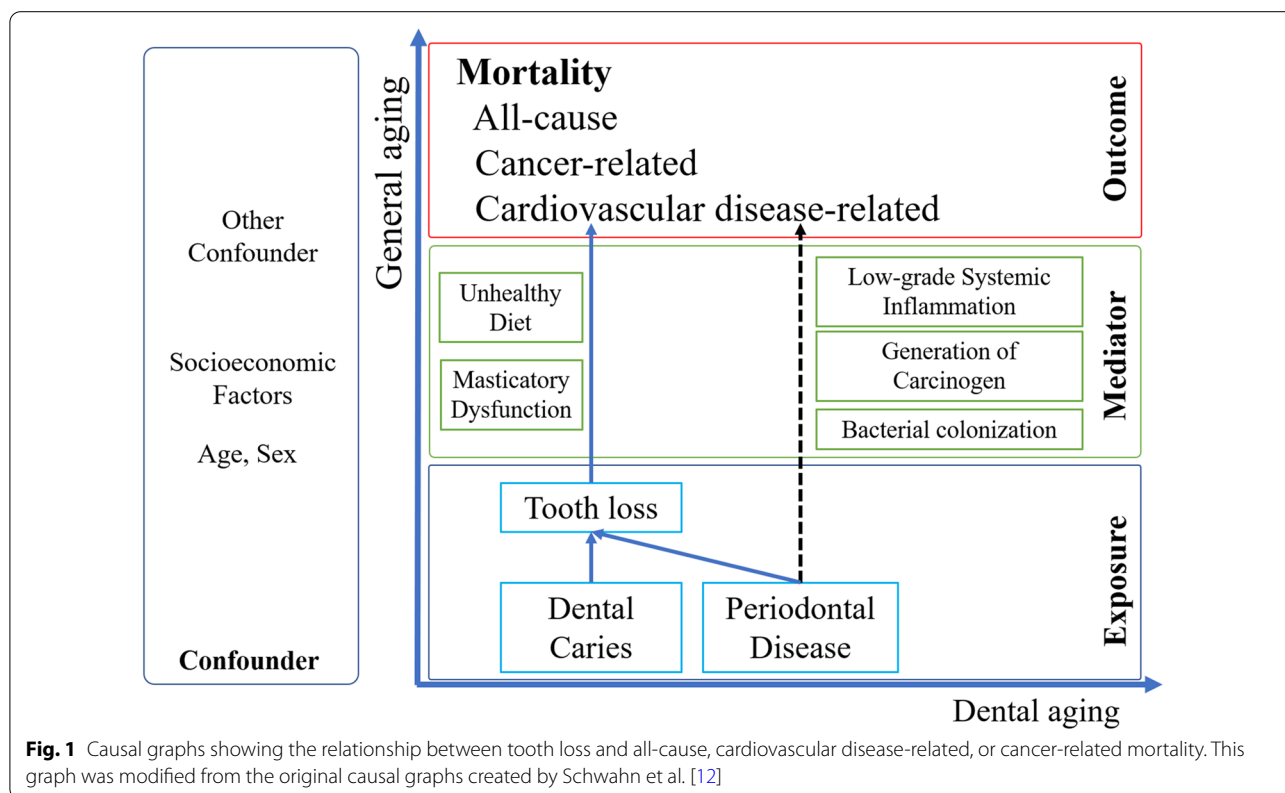 Other
Confounder
Socioeconomic
Factors
Age, Sex
Confounder
General aging
Mortality
All-cause
Cancer-related
Cardiovascular disease-related
Outcome
Unhealthy
Diet
Masticatory
Dysfunction
Low-grade Systemic
Inflammation
Generation of
Carcinogen
Bacterial colonization
Mediator
Tooth loss
Dental
Caries
Periodontal
Disease
Exposure
Dental aging
Fig. 1 Causal graphs showing the relationship between tooth loss and all-cause, cardiovascular disease-related, or cancer-related mortality. This
graph was modified from the original causal graphs created by Schwahn et al. [12]